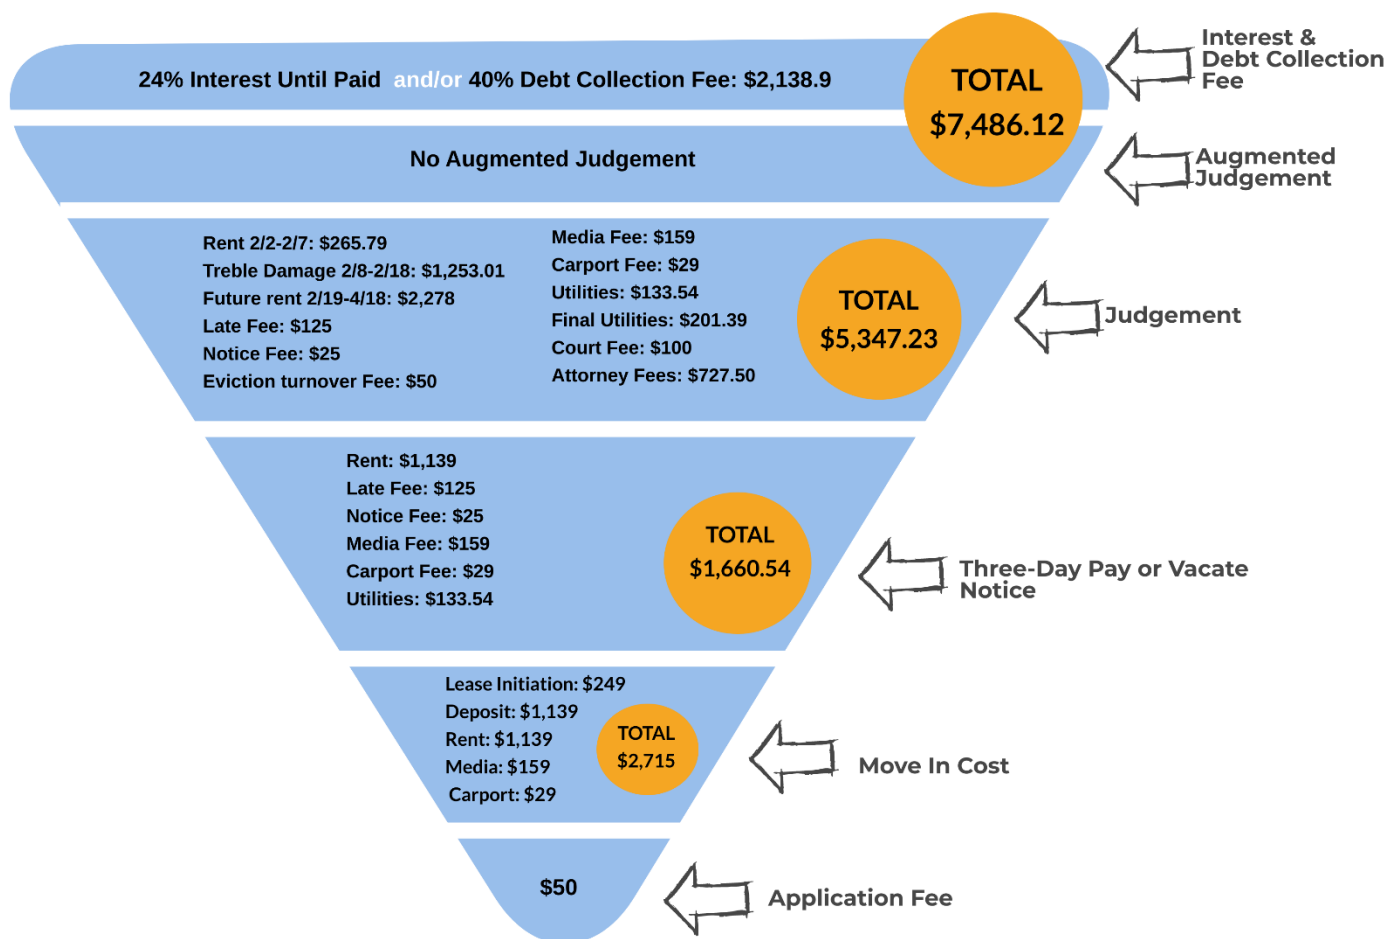 24% Interest Until Paid and/or 40% Debt Collection Fee: $2,138.9
TOTAL
$7,486.12
Interest &
Debt Collection
Fee
No Augmented Judgement
Augmented
Judgement
Rent 2/2-2/7: $265.79
Treble Damage 2/8-2/18: $1,253.01
Future rent 2/19-4/18: $2,278
Late Fee: $125
Notice Fee: $25
Eviction turnover Fee: $50
Media Fee: $159
Carport Fee: $29
Utilities: $133.54
Final Utilities: $201.39
Court Fee: $100
Attorney Fees: $727.50
TOTAL
$5,347.23
Judgement
Rent: $1,139
Late Fee: $125
Notice Fee: $25
Media Fee: $159
Carport Fee: $29
Utilities: $133.54
TOTAL
$1,660.54
Three-Day Pay or Vacate
Notice
Lease Initiation: $249
Deposit: $1,139
Rent: $1,139
Media: $159
Carport: $29
TOTAL
$2,715
Move In Cost
$50
Application Fee